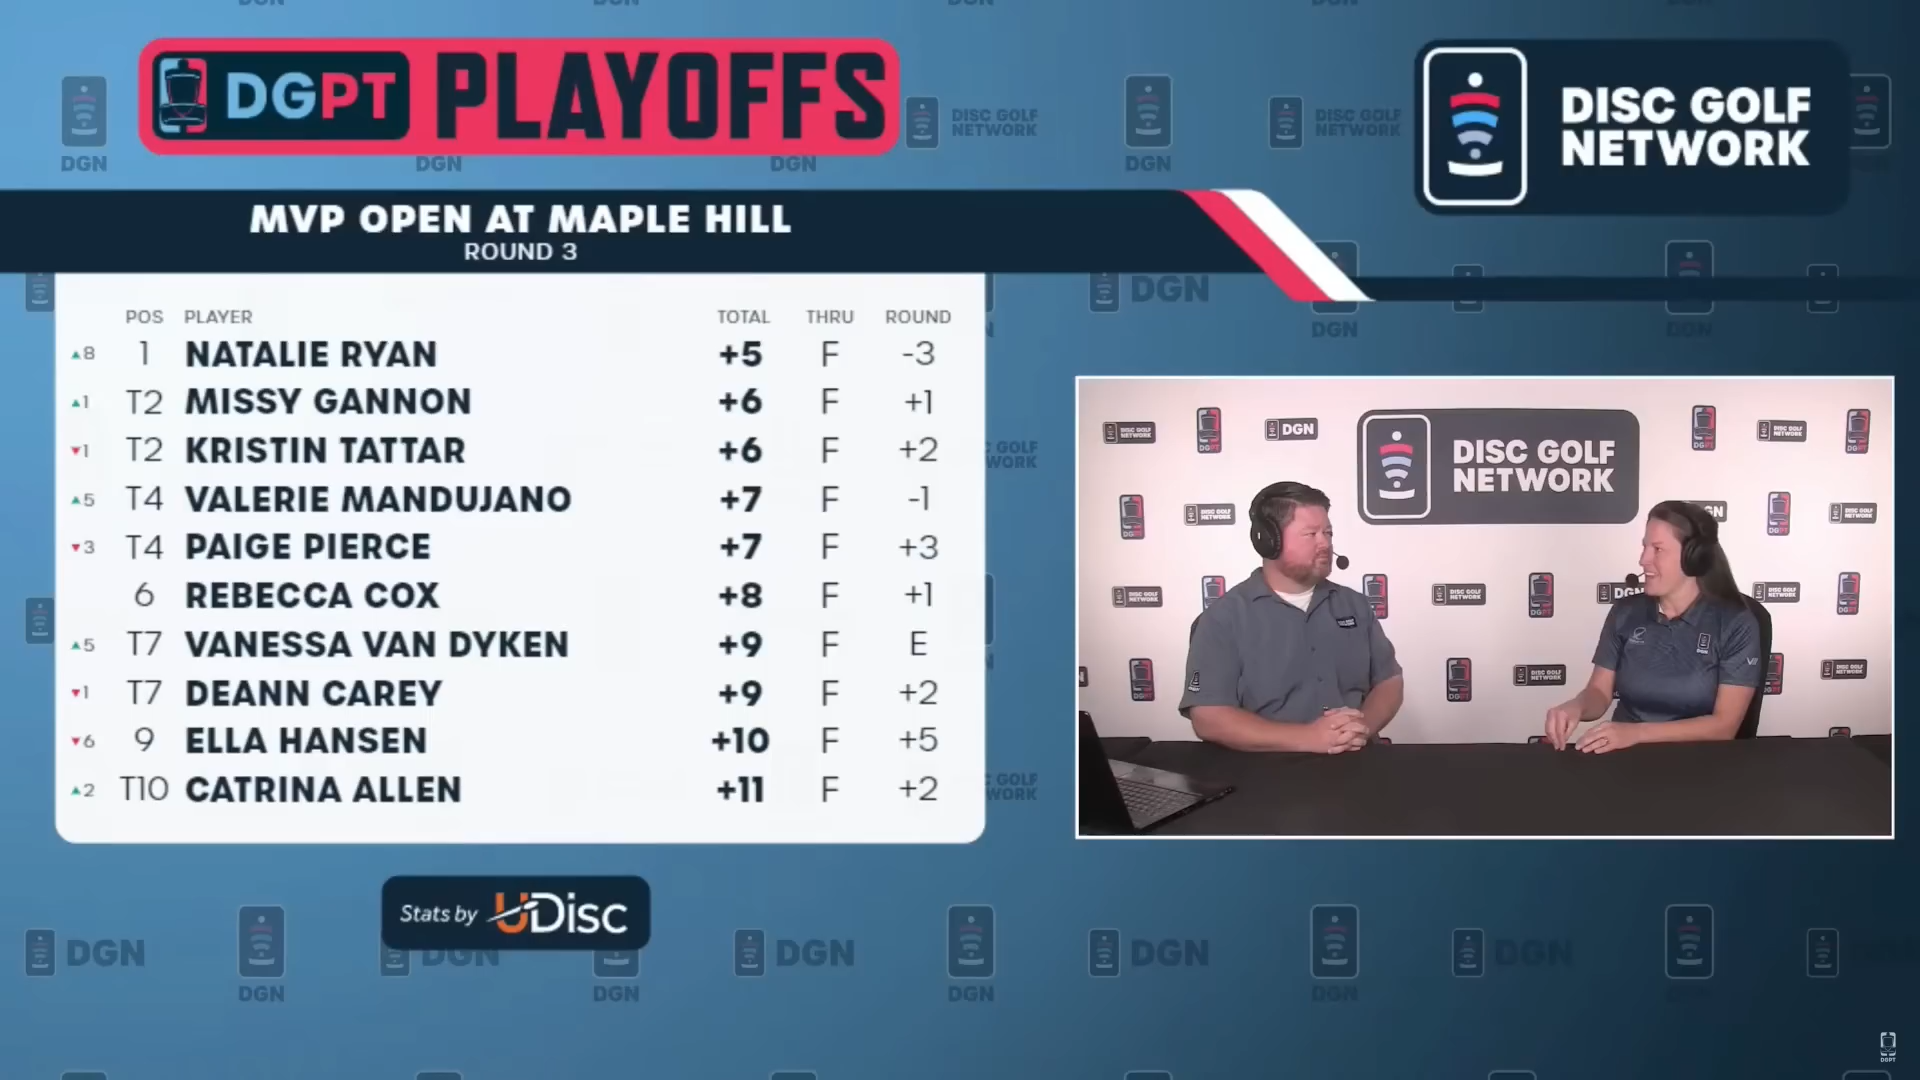 DGPT PLAYOFFS
DISC GOLF
NETWORK
MVP OPEN AT MAPLE HILL
ROUND 3
POS PLAYER TOTAL THRU ROUND
▲8 1 NATALIE RYAN +5 F -3
▲1 T2 MISSY GANNON +6 F +1
▼1 T2 KRISTIN TATTAR +6 F +2
▲5 T4 VALERIE MANDUJANO +7 F -1
▼3 T4 PAIGE PIERCE +7 F +3
6 REBECCA COX +8 F +1
▲5 T7 VANESSA VAN DYKEN +9 F E
▼1 T7 DEANN CAREY +9 F +2
▼6 9 ELLA HANSEN +10 F +5
▲2 T10 CATRINA ALLEN +11 F +2
DISC GOLF
NETWORK
DGN
Stats by UDisc
DGN
DGPT